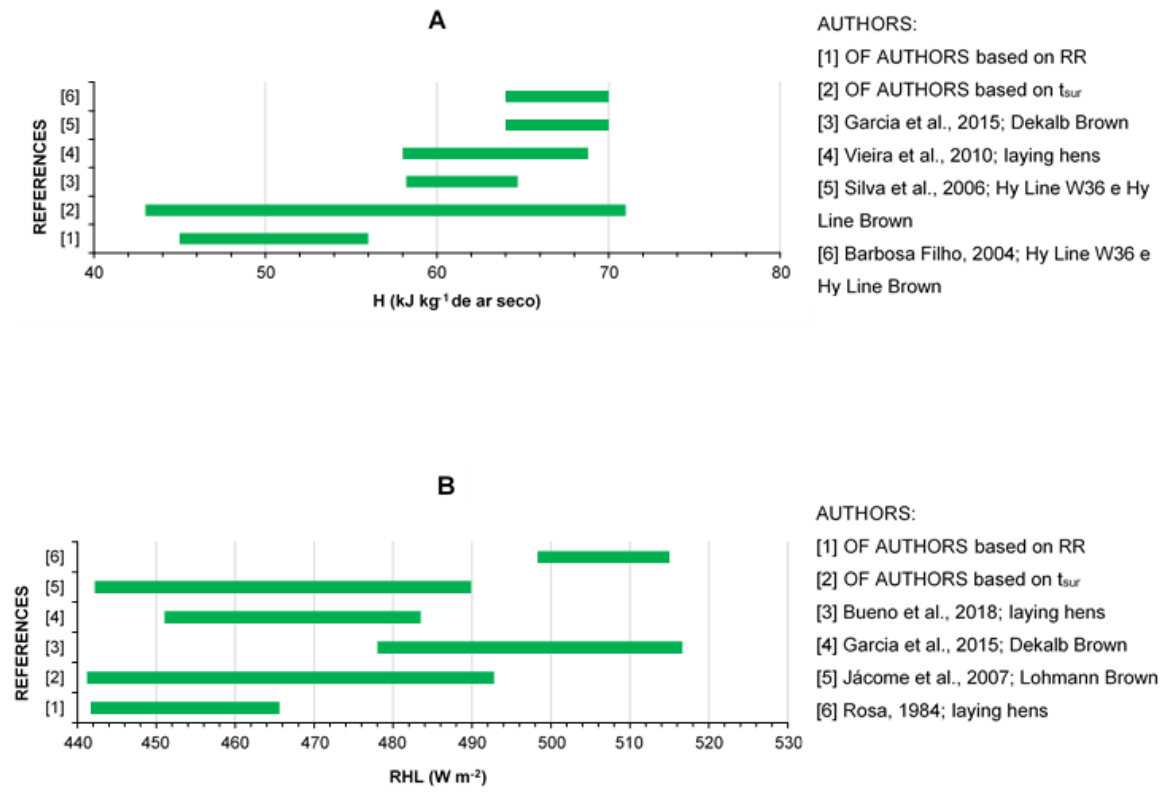 A
REFERENCES
[6]
[5]
[4]
[3]
[2]
[1]
40
50
60
70
80
H (kJ kg⁻¹ de ar seco)
AUTHORS:
[1] OF AUTHORS based on RR
[2] OF AUTHORS based on tsur
[3] Garcia et al., 2015; Dekalb Brown
[4] Vieira et al., 2010; laying hens
[5] Silva et al., 2006; Hy Line W36 e Hy
Line Brown
[6] Barbosa Filho, 2004; Hy Line W36 e
Hy Line Brown
B
REFERENCES
[6]
[5]
[4]
[3]
[2]
[1]
440
450
460
470
480
490
500
510
520
530
RHL (W m⁻²)
AUTHORS:
[1] OF AUTHORS based on RR
[2] OF AUTHORS based on tsur
[3] Bueno et al., 2018; laying hens
[4] Garcia et al., 2015; Dekalb Brown
[5] Jácome et al., 2007; Lohmann Brown
[6] Rosa, 1984; laying hens